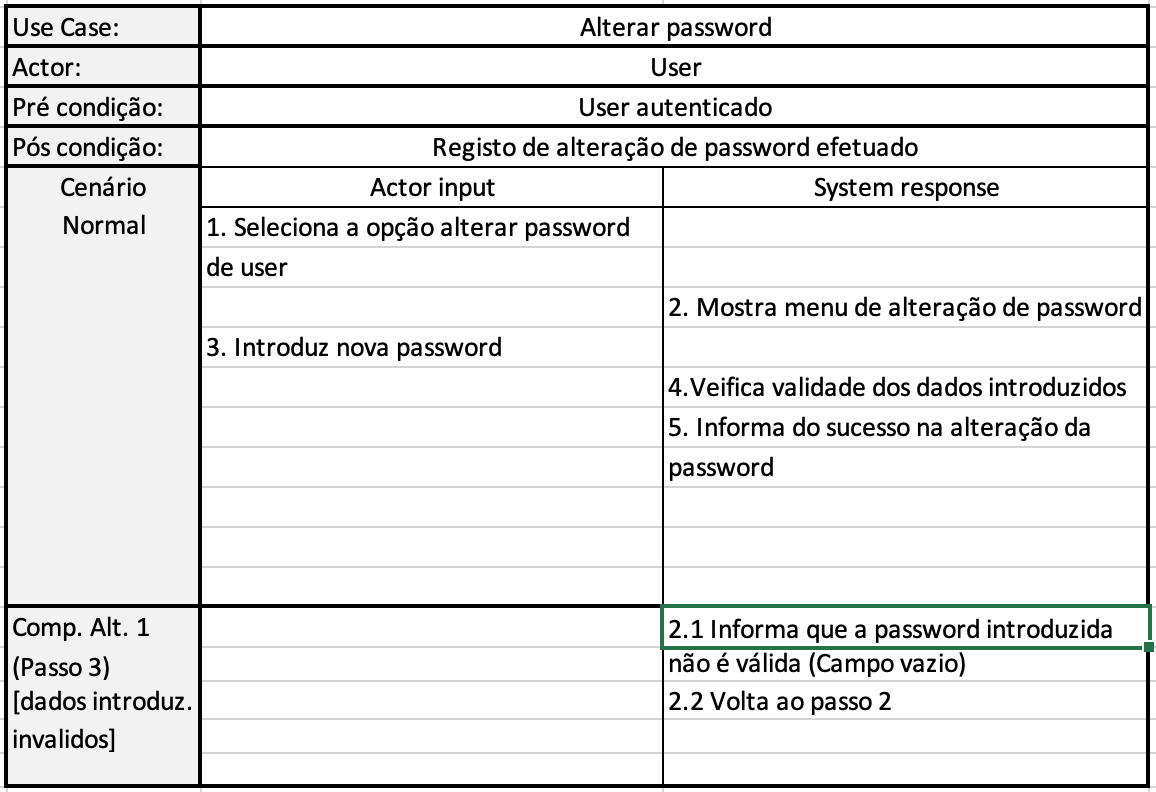 Use Case:
Alterar password
Actor:
User
Pré condição:
User autenticado
Pós condição:
Registo de alteração de password efetuado
Cenário
Normal
Actor input
System response
1. Seleciona a opção alterar password
de user
2. Mostra menu de alteração de password
3. Introduz nova password
4.Veifica validade dos dados introduzidos
5. Informa do sucesso na alteração da
password
Comp. Alt. 1
(Passo 3)
[dados introduz.
invalidos]
2.1 Informa que a password introduzida
não é válida (Campo vazio)
2.2 Volta ao passo 2